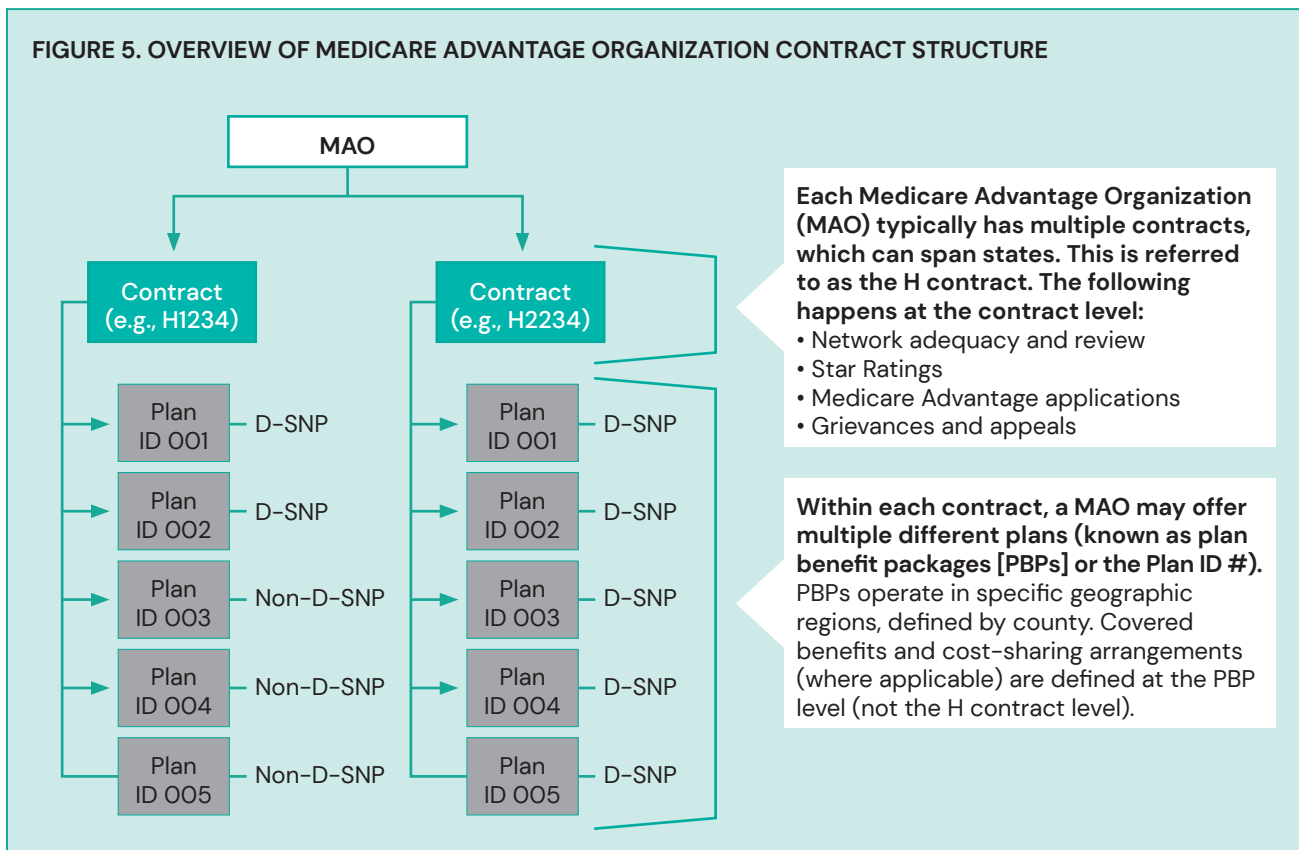 FIGURE 5. OVERVIEW OF MEDICARE ADVANTAGE ORGANIZATION CONTRACT STRUCTURE
MAO
Contract
(e.g., H1234)
Plan
ID 001
D-SNP
Plan
ID 002
D-SNP
Plan
ID 003
Non-D-SNP
Plan
ID 004
Non-D-SNP
Plan
ID 005
Non-D-SNP
Contract
(e.g., H2234)
Plan
ID 001
D-SNP
Plan
ID 002
D-SNP
Plan
ID 003
D-SNP
Plan
ID 004
D-SNP
Plan
ID 005
D-SNP
Each Medicare Advantage Organization
(MAO) typically has multiple contracts,
which can span states. This is referred
to as the H contract. The following
happens at the contract level:
• Network adequacy and review
• Star Ratings
• Medicare Advantage applications
• Grievances and appeals
Within each contract, a MAO may offer
multiple different plans (known as plan
benefit packages [PBPs] or the Plan ID #).
PBPs operate in specific geographic
regions, defined by county. Covered
benefits and cost-sharing arrangements
(where applicable) are defined at the PBP
level (not the H contract level).